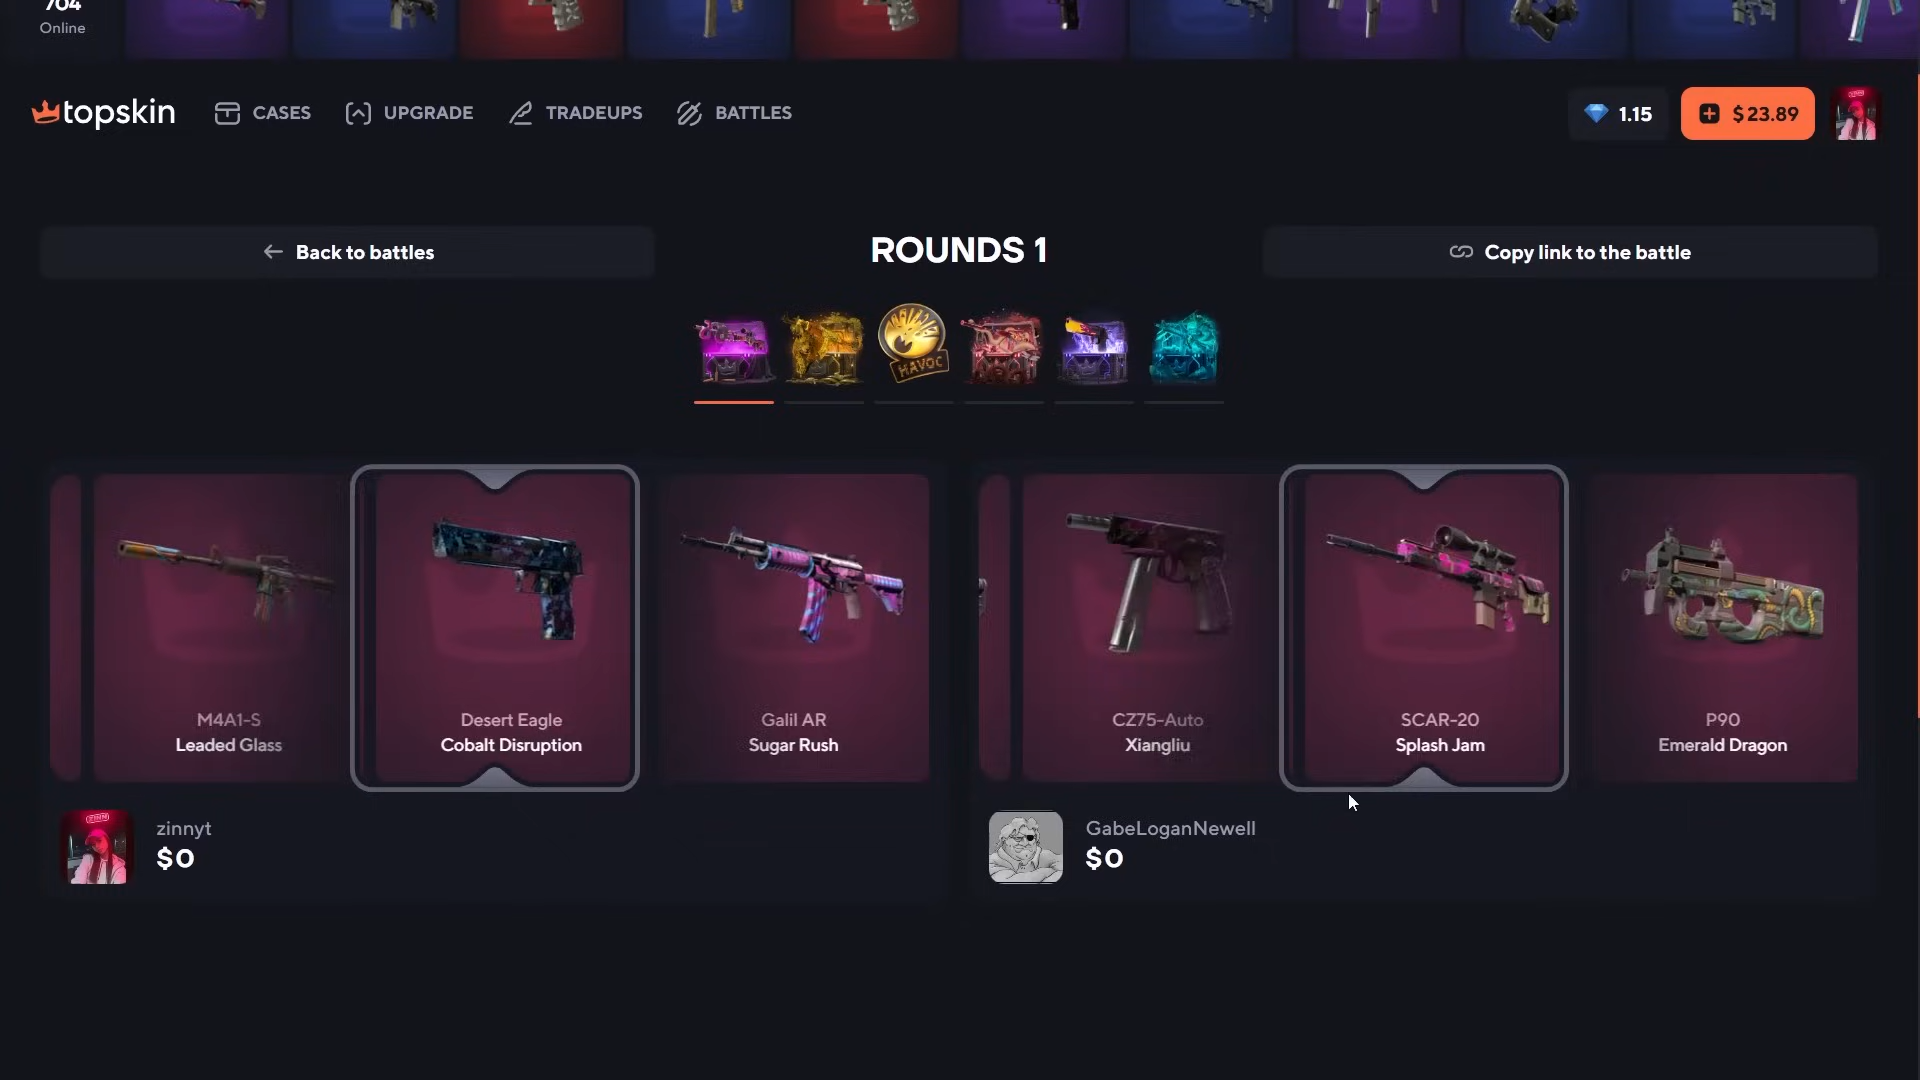 704
Online
topskin
CASES
UPGRADE
TRADEUPS
BATTLES
1.15
$23.89
Back to battles
ROUNDS 1
Copy link to the battle
HAVOC
M4A1-S
Leaded Glass
Desert Eagle
Cobalt Disruption
Galil AR
Sugar Rush
CZ75-Auto
Xiangliu
SCAR-20
Splash Jam
P90
Emerald Dragon
zinnyt
$0
GabeLoganNewell
$0